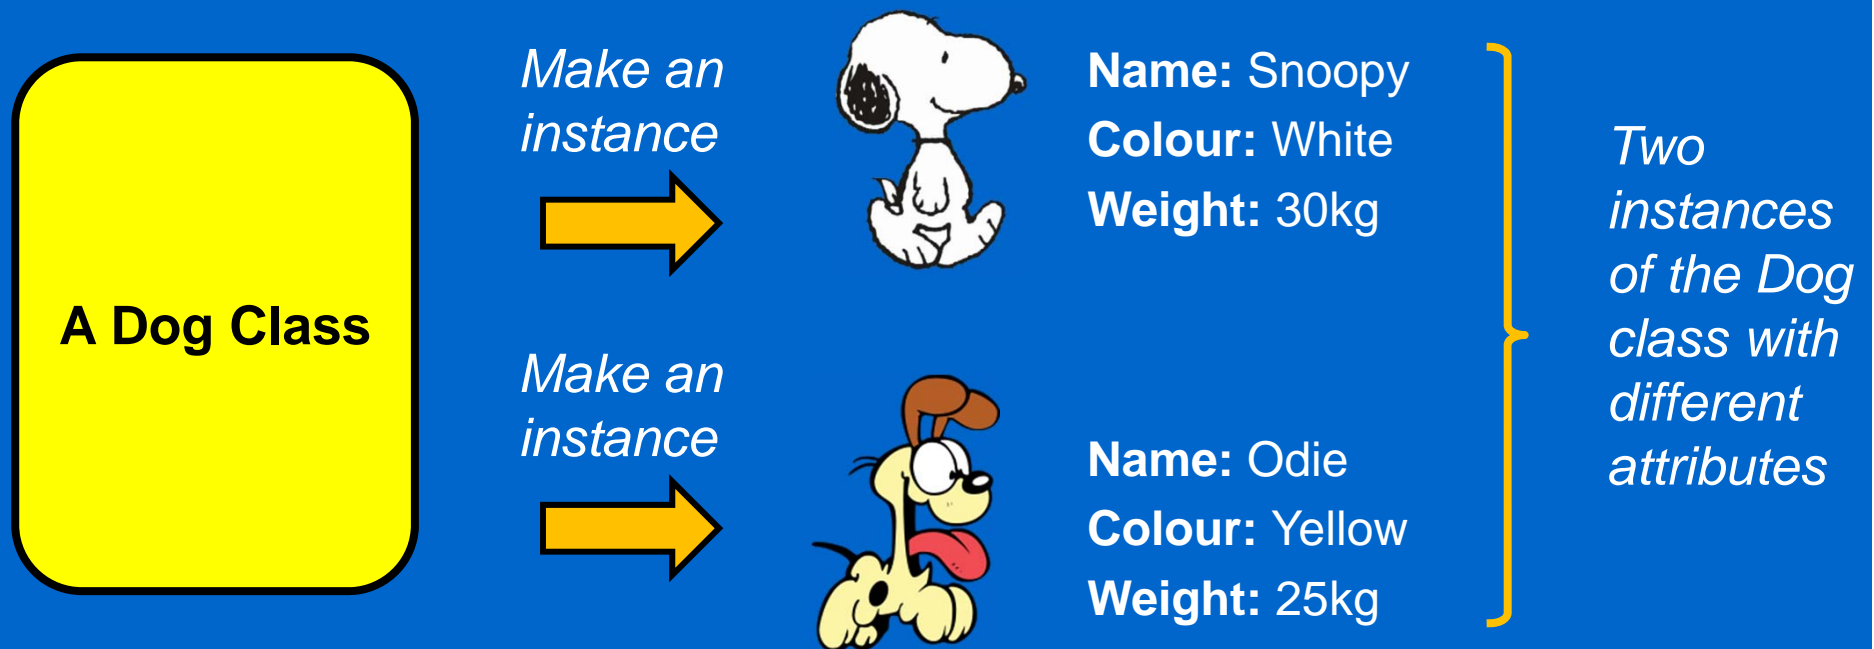 A Dog Class
Make an
instance
Name: Snoopy
Colour: White
Weight: 30kg
Make an
instance
Name: Odie
Colour: Yellow
Weight: 25kg
Two
instances
of the Dog
class with
different
attributes